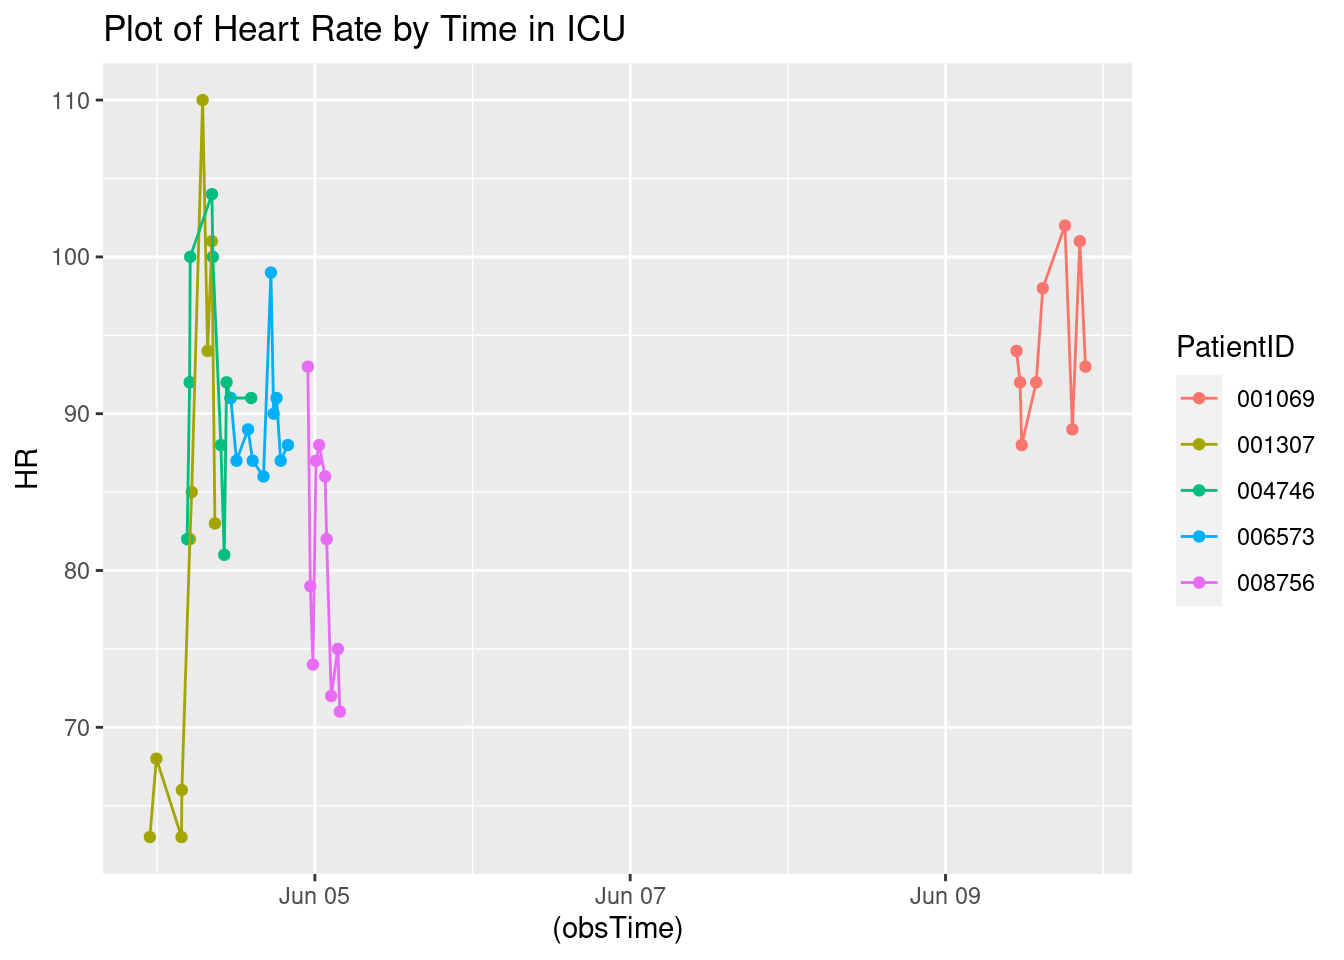 Plot of Heart Rate by Time in ICU
110
100
90
80
70
HR
Jun 05
Jun 07
Jun 09
(obsTime)
PatientID
001069
001307
004746
006573
008756